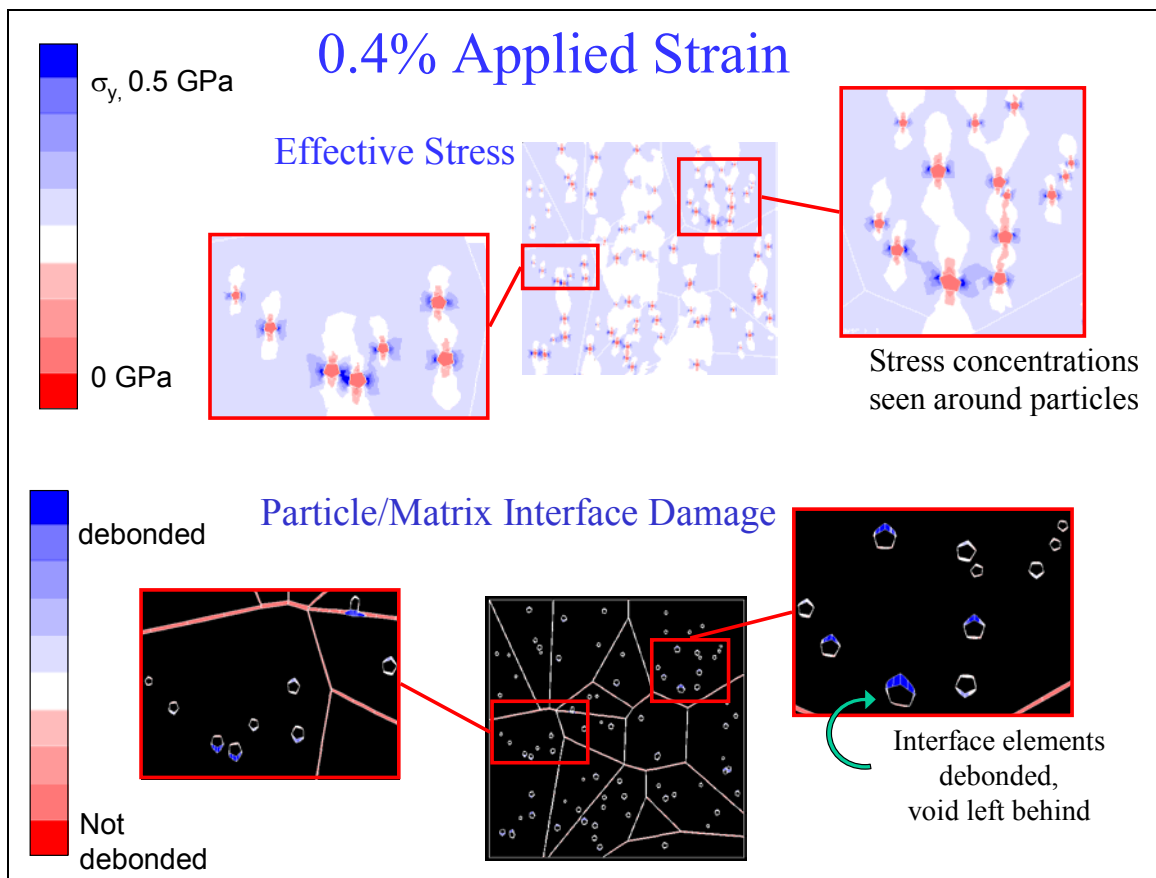 0.4% Applied Strain
σy, 0.5 GPa
Effective Stress
0 GPa
Stress concentrations
seen around particles
Particle/Matrix Interface Damage
debonded
Not
debonded
Interface elements
debonded,
void left behind